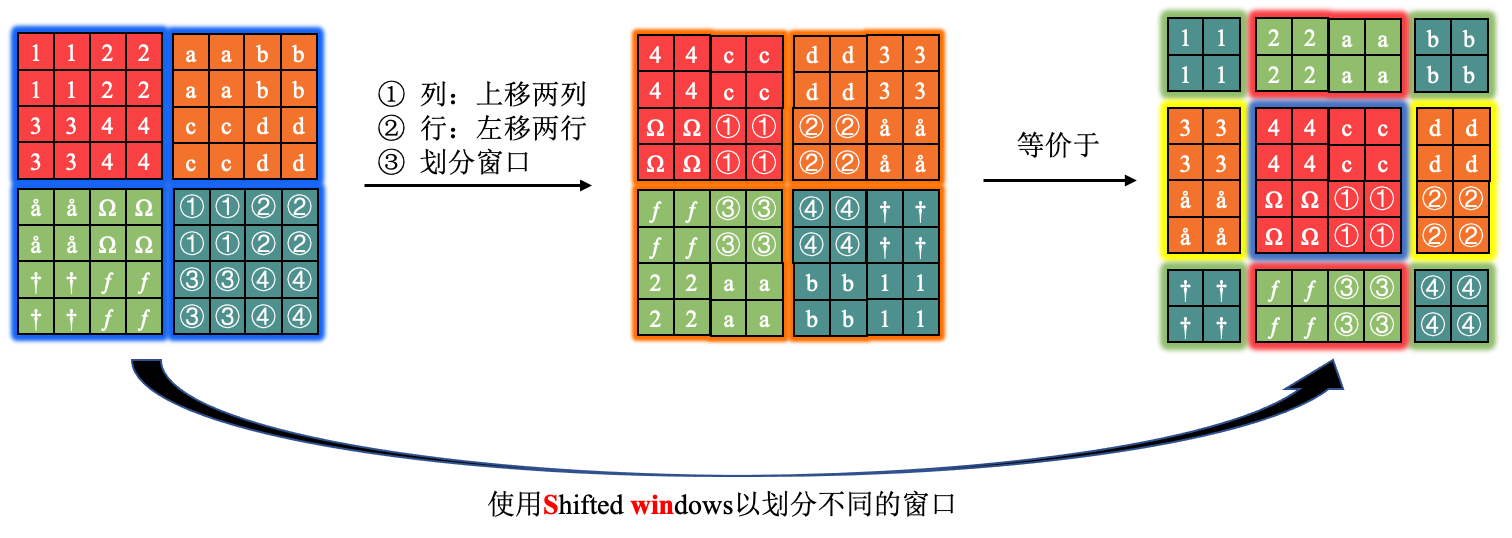 1 1 2 2 a a b b
1 1 2 2 a a b b
3 3 4 4 c c d d
3 3 4 4 c c d d
å å Ω Ω ① ① ② ②
å å Ω Ω ① ① ② ②
† † ƒ ƒ ③ ③ ④ ④
† † ƒ ƒ ③ ③ ④ ④
① 列：上移两列
② 行：左移两行
③ 划分窗口
4 4 c c d d 3 3
4 4 c c d d 3 3
Ω Ω ① ① ② ② å å
Ω Ω ① ① ② ② å å
ƒ ƒ ③ ③ ④ ④ † †
ƒ ƒ ③ ③ ④ ④ † †
2 2 a a b b 1 1
2 2 a a b b 1 1
等价于
1 1 2 2 a a b b
1 1 2 2 a a b b
3 3 4 4 c c d d
3 3 4 4 c c d d
å å Ω Ω ① ① ② ②
å å Ω Ω ① ① ② ②
† † ƒ ƒ ③ ③ ④ ④
† † ƒ ƒ ③ ③ ④ ④
使用Shifted windows以划分不同的窗口